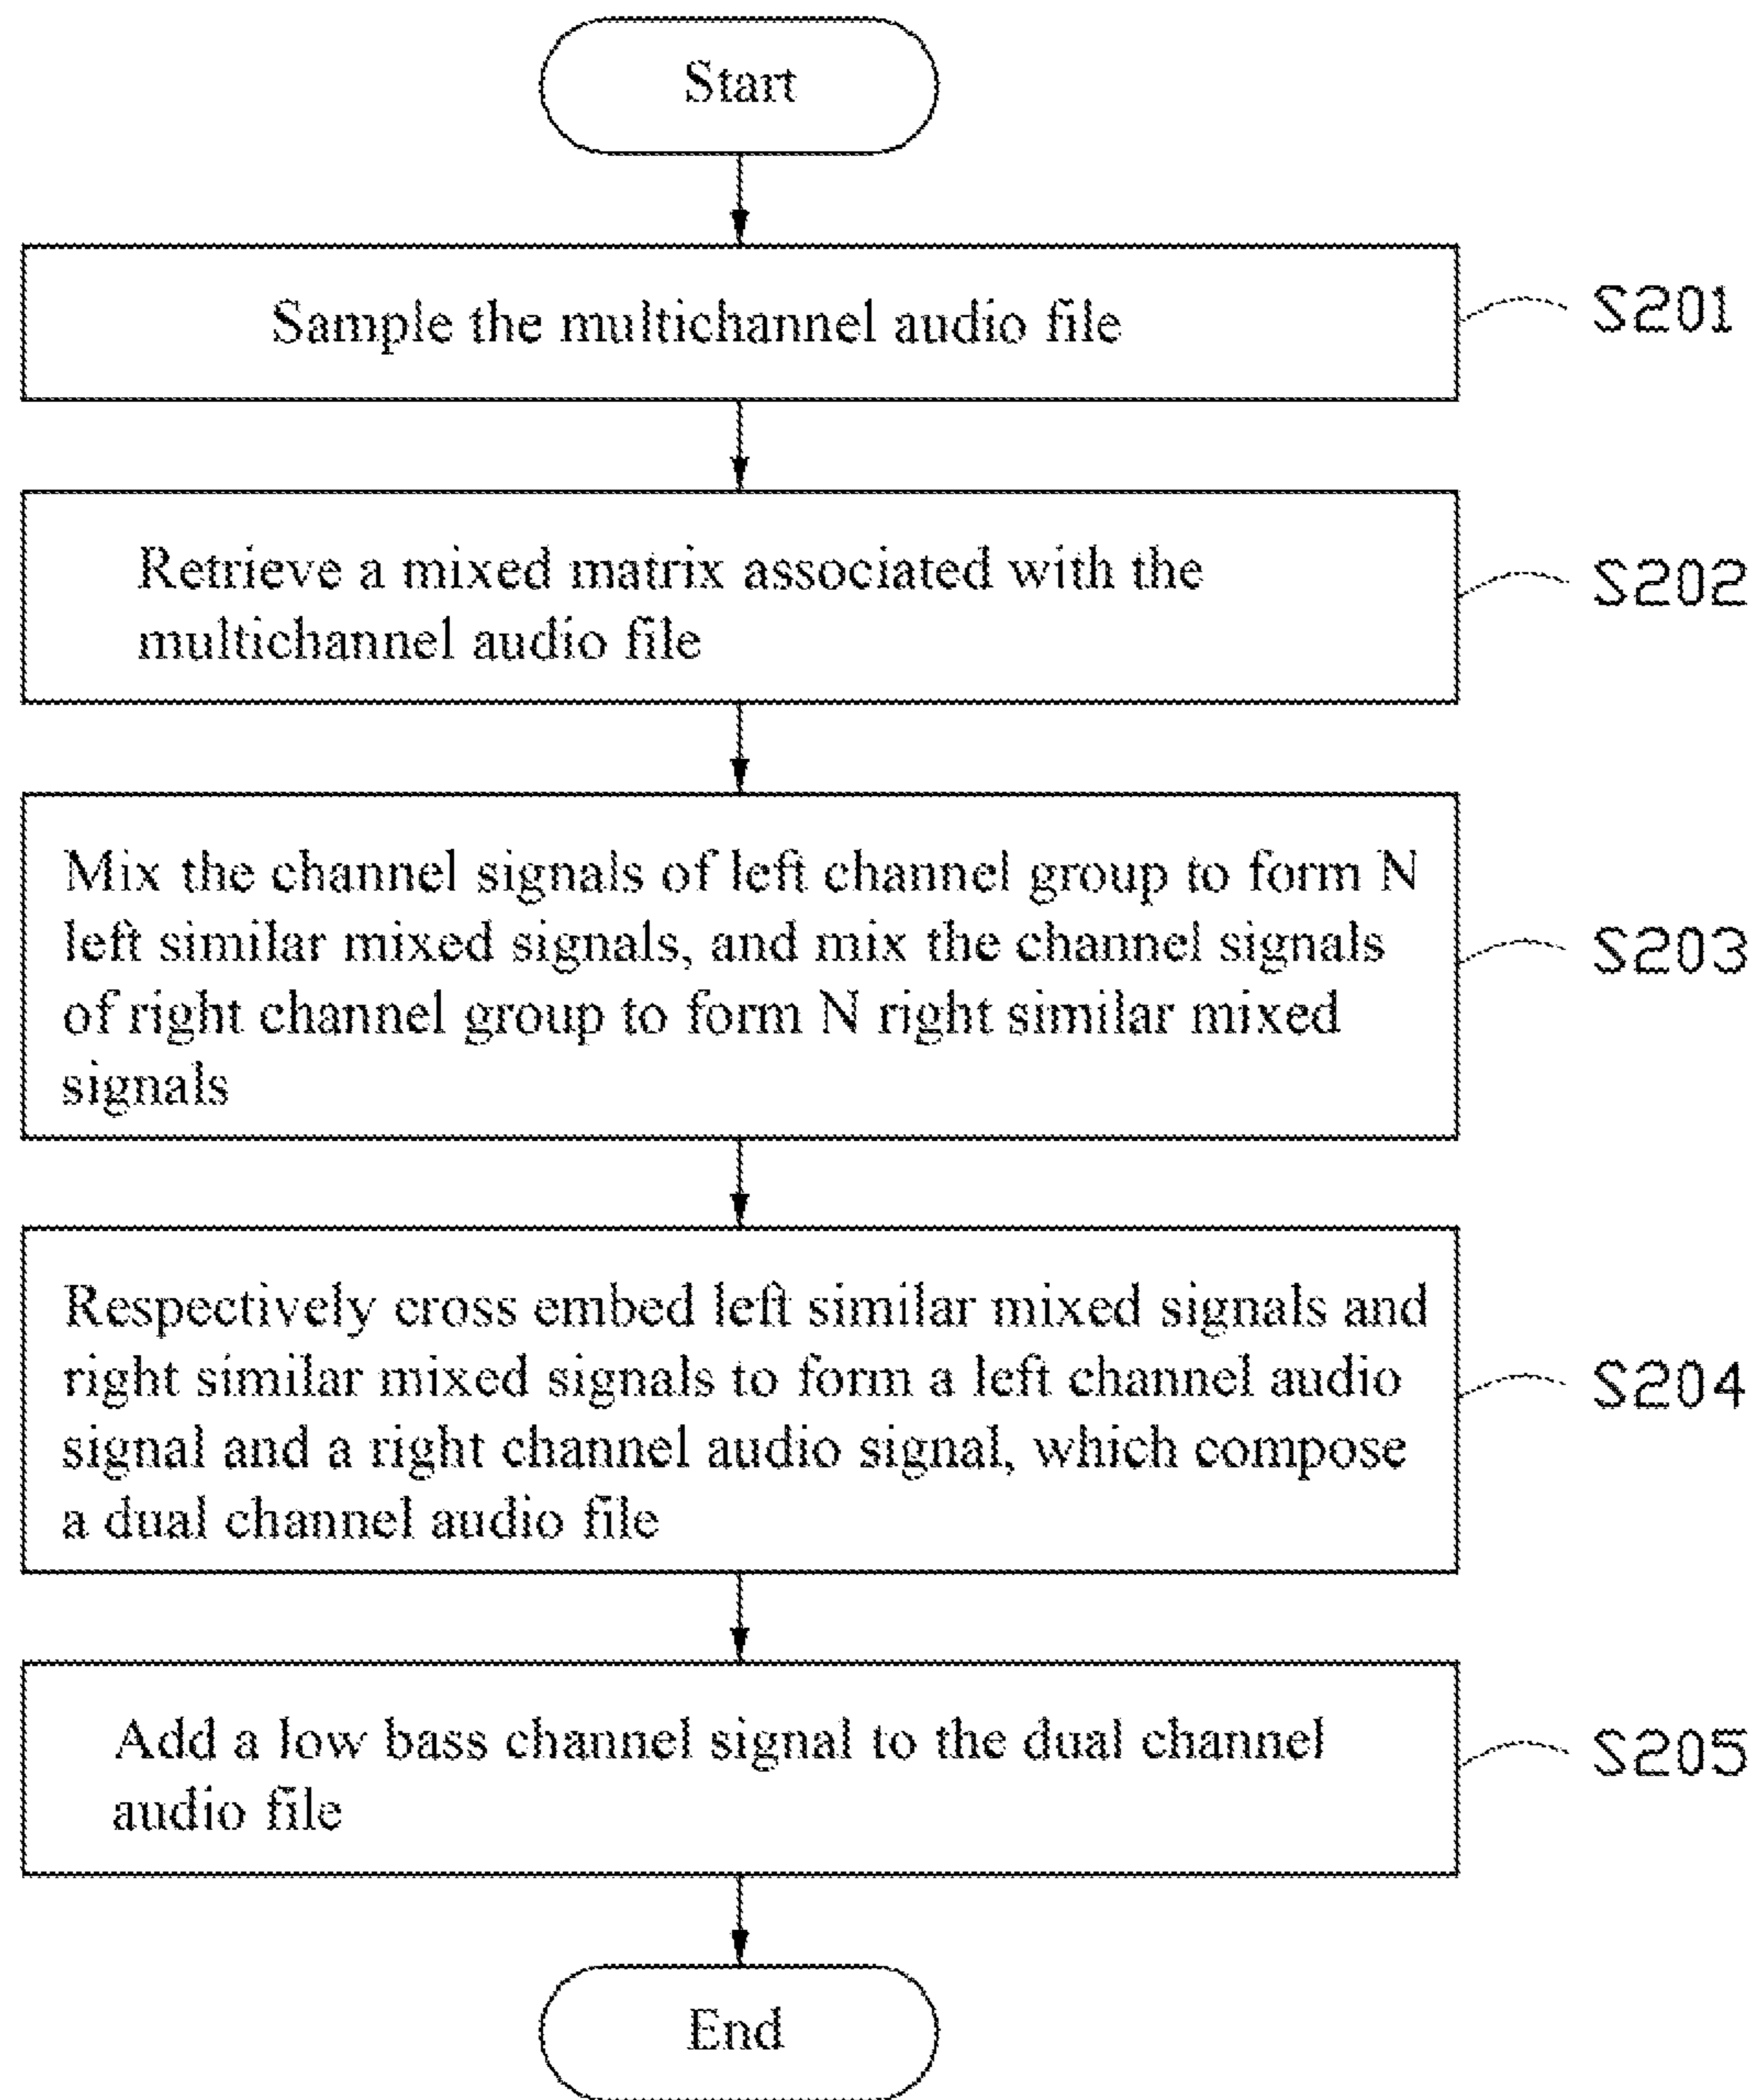 Start
Sample the multichannel audio file
S201
Retrieve a mixed matrix associated with the
multichannel audio file
S202
Mix the channel signals of left channel group to form N
left similar mixed signals, and mix the channel signals
of right channel group to form N right similar mixed
signals
S203
Respectively cross embed left similar mixed signals and
right similar mixed signals to form a left channel audio
signal and a right channel audio signal, which compose
a dual channel audio file
S204
Add a low bass channel signal to the dual channel
audio file
S205
End